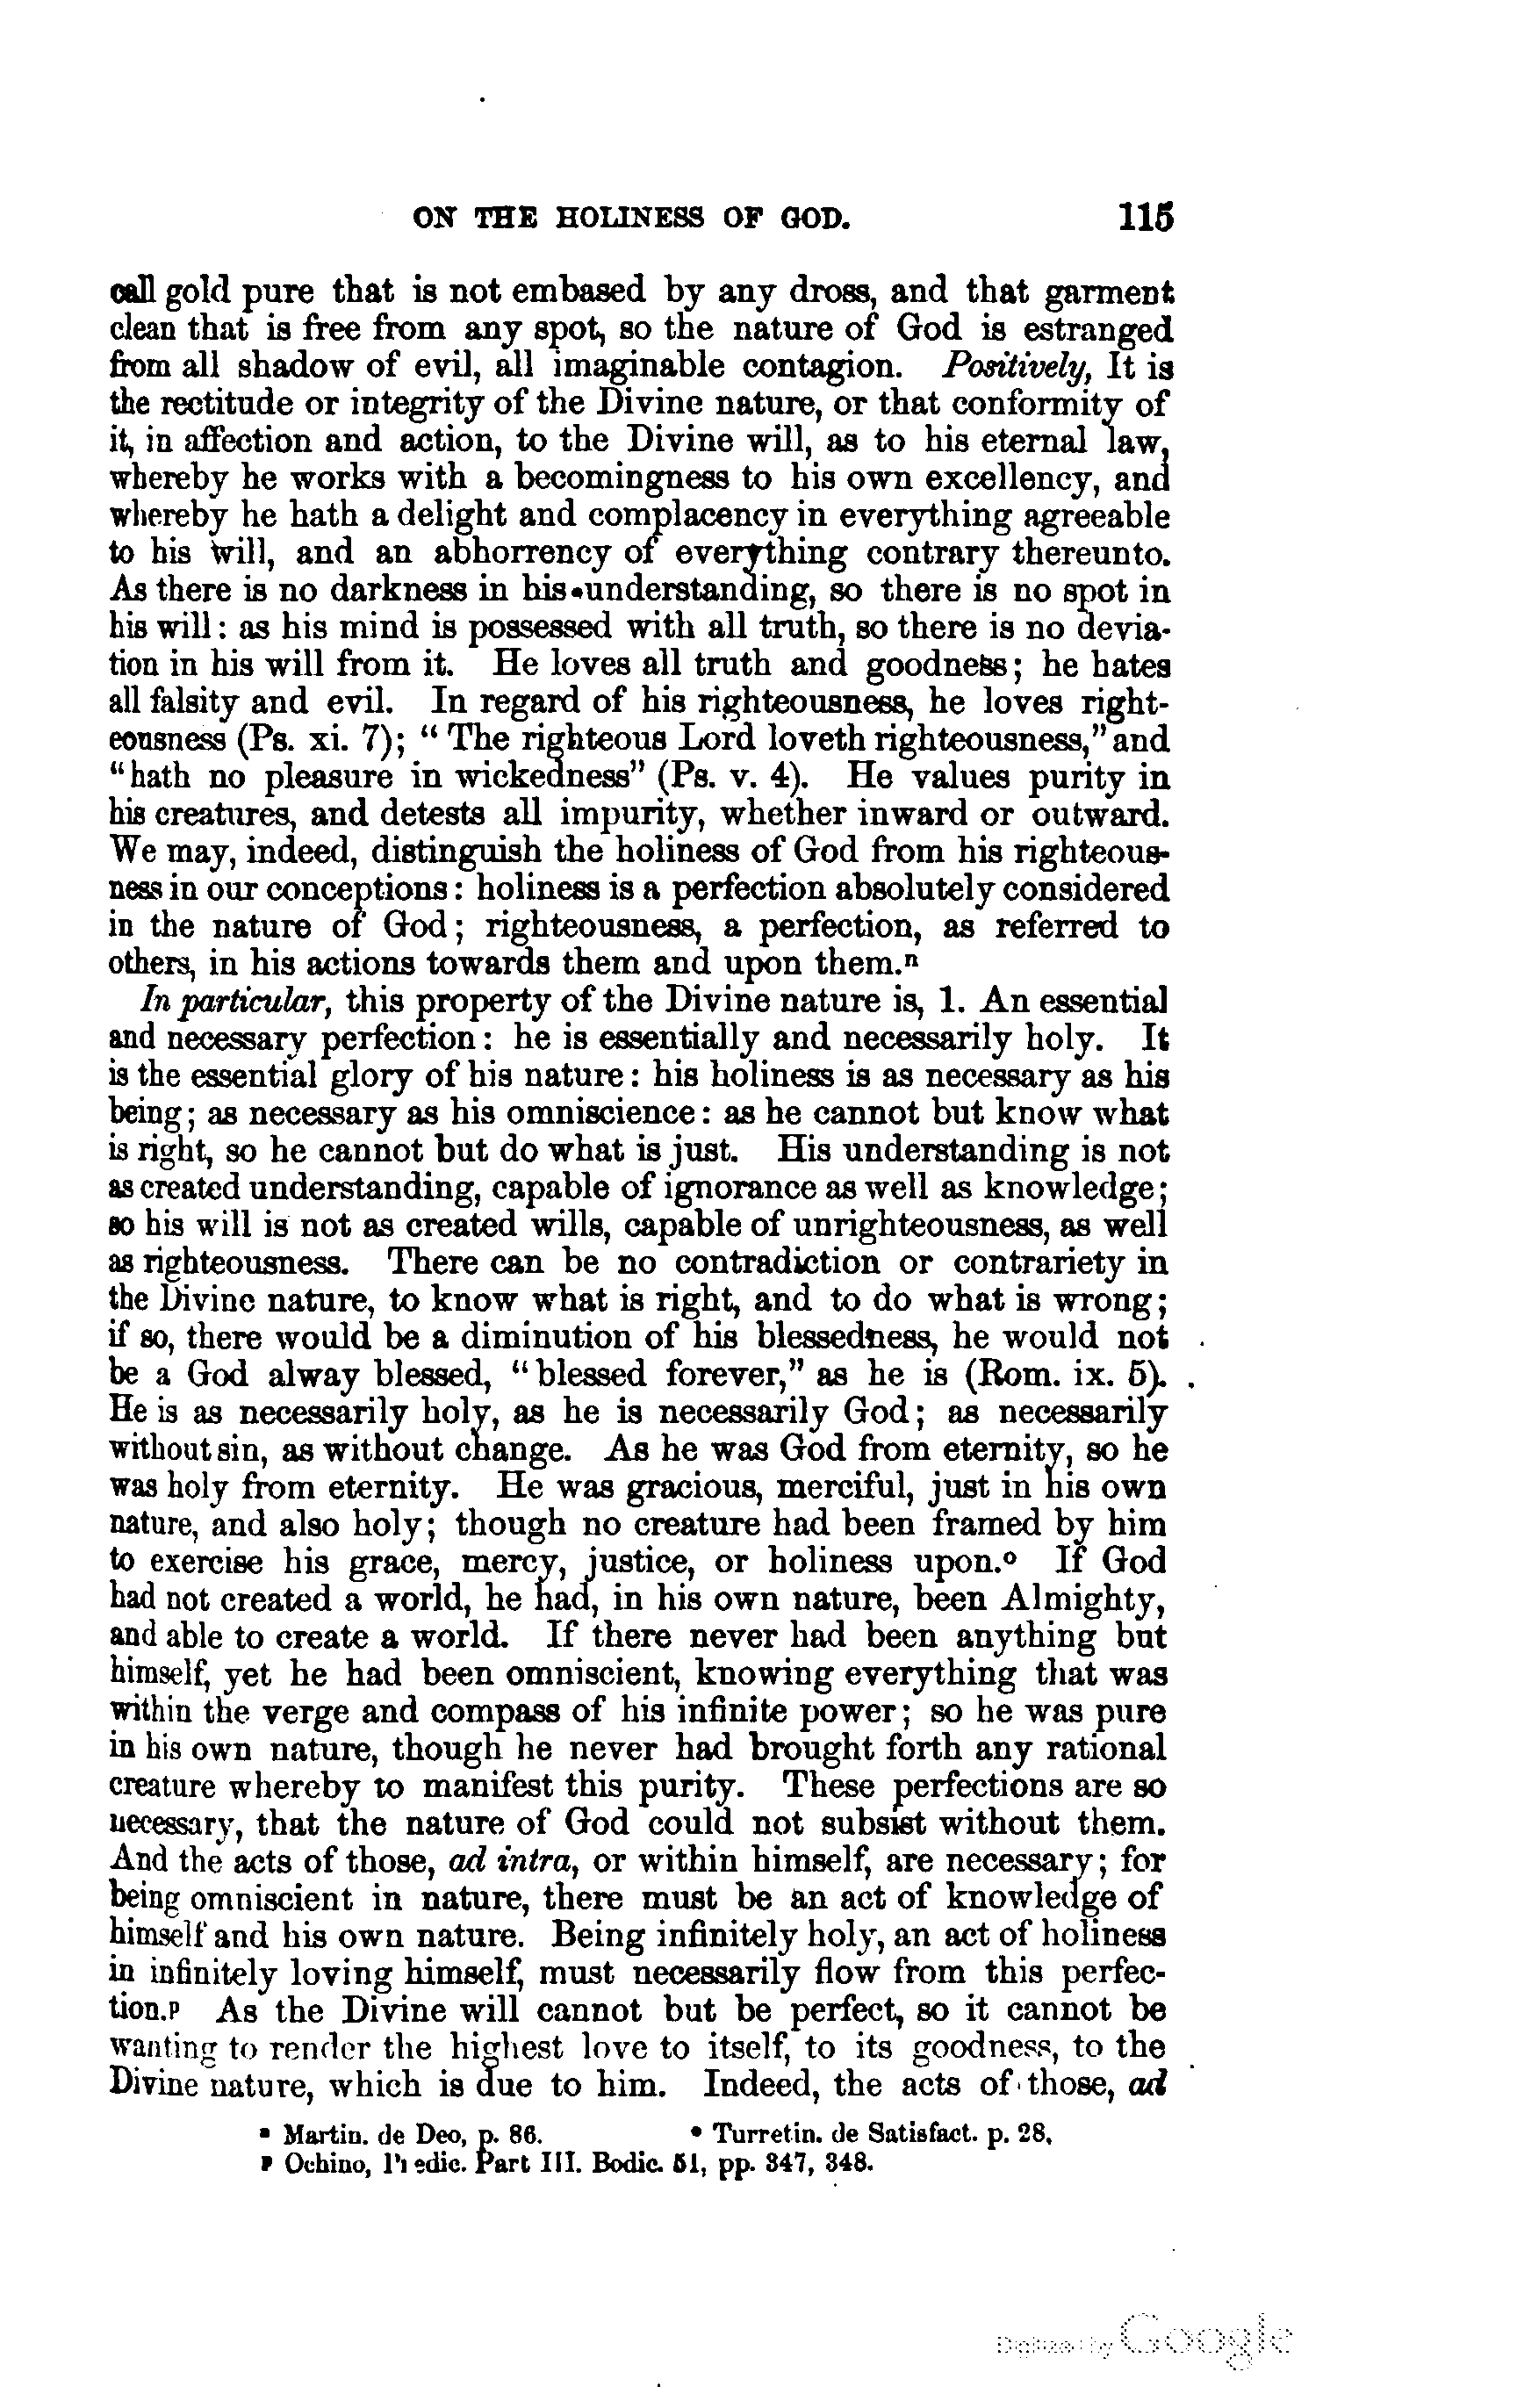 ON THE HOLINESS OF GOD. 115
call gold pure that is not embased by any dross, and that garment
clean that is free from any spot, so the nature of God is estranged
from all shadow of evil, all imaginable contagion. Positively, It is
the rectitude or integrity of the Divine nature, or that conformity of
it, in affection and action, to the Divine will, as to his eternal law,
whereby he works with a becomingness to his own excellency, and
whereby he hath a delight and complacency in everything agreeable
to his will, and an abhorrency of everything contrary thereunto.
As there is no darkness in his understanding, so there is no spot in
his will: as his mind is possessed with all truth, so there is no devia-
tion in his will from it. He loves all truth and goodness; he hates
all falsity and evil. In regard of his righteousness, he loves right-
eousness (Ps. xi. 7); "The righteous Lord loveth righteousness," and
"hath no pleasure in wickedness" (Ps. v. 4). He values purity in
his creatures, and detests all impurity, whether inward or outward.
We may, indeed, distinguish the holiness of God from his righteous-
ness in our conceptions: holiness is a perfection absolutely considered
in the nature of God; righteousness, a perfection, as referred to
others, in his actions towards them and upon them.ⁿ
In particular, this property of the Divine nature is, 1. An essential
and necessary perfection: he is essentially and necessarily holy. It
is the essential glory of his nature: his holiness is as necessary as his
being; as necessary as his omniscience: as he cannot but know what
is right, so he cannot but do what is just. His understanding is not
as created understanding, capable of ignorance as well as knowledge;
so his will is not as created wills, capable of unrighteousness, as well
as righteousness. There can be no contradiction or contrariety in
the Divine nature, to know what is right, and to do what is wrong;
if so, there would be a diminution of his blessedness, he would not
be a God alway blessed, "blessed forever," as he is (Rom. ix. 5).
He is as necessarily holy, as he is necessarily God; as necessarily
without sin, as without change. As he was God from eternity, so he
was holy from eternity. He was gracious, merciful, just in his own
nature, and also holy; though no creature had been framed by him
to exercise his grace, mercy, justice, or holiness upon.º If God
had not created a world, he had, in his own nature, been Almighty,
and able to create a world. If there never had been anything but
himself, yet he had been omniscient, knowing everything that was
within the verge and compass of his infinite power; so he was pure
in his own nature, though he never had brought forth any rational
creature whereby to manifest this purity. These perfections are so
necessary, that the nature of God could not subsist without them.
And the acts of those, ad intra, or within himself, are necessary; for
being omniscient in nature, there must be an act of knowledge of
himself and his own nature. Being infinitely holy, an act of holiness
in infinitely loving himself, must necessarily flow from this perfec-
tion.ᵖ As the Divine will cannot but be perfect, so it cannot be
wanting to render the highest love to itself, to its goodness, to the
Divine nature, which is due to him. Indeed, the acts of those, ad
ⁿ Martin. de Deo, p. 86. º Turretin. de Satisfact. p. 28.
ᵖ Ochino, Predic. Part III. Bodic. 51, pp. 347, 348.
Digitized by Google